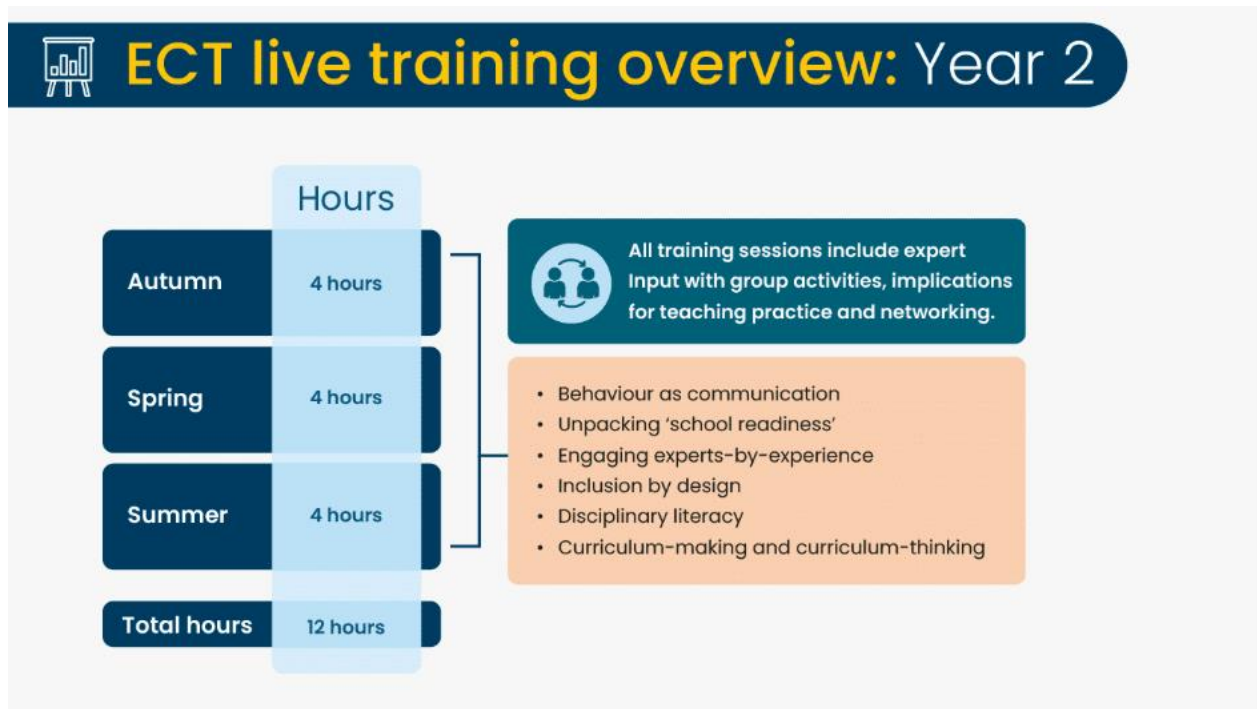 ECT live training overview: Year 2
Hours
Autumn 4 hours
Spring 4 hours
Summer 4 hours
Total hours 12 hours
All training sessions include expert
Input with group activities, implications
for teaching practice and networking.
• Behaviour as communication
• Unpacking ‘school readiness’
• Engaging experts-by-experience
• Inclusion by design
• Disciplinary literacy
• Curriculum-making and curriculum-thinking